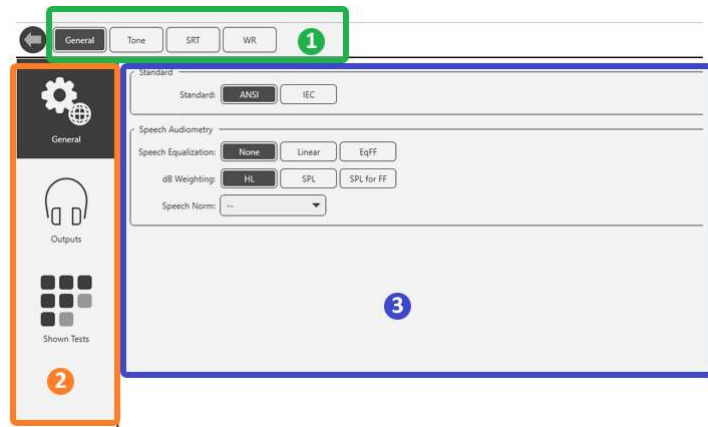 General Tone SRT WR 1
Standard
Standard: ANSI IEC
General
Speech Audiometry
Speech Equalization: None Linear EqFF
dB Weighting: HL SPL SPL for FF
Speech Norm: --
Outputs
3
Shown Tests
2